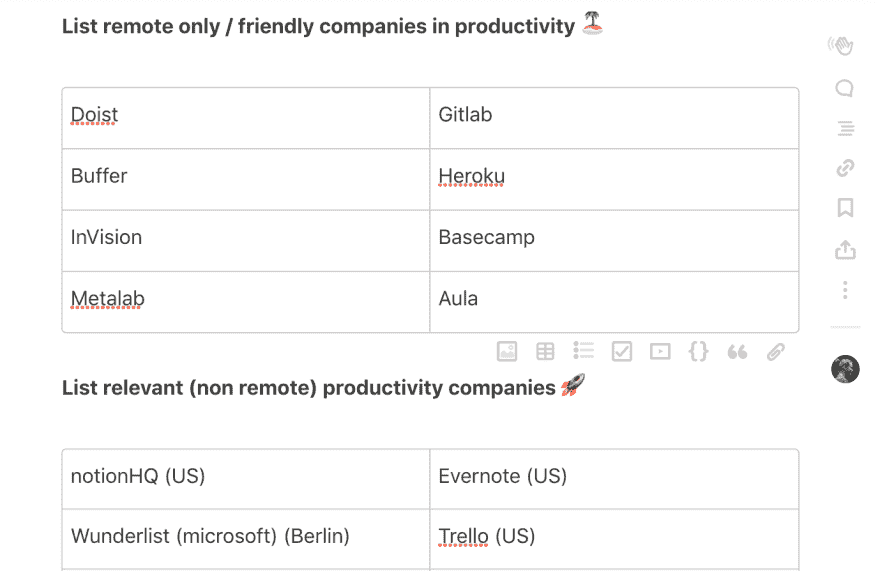 List remote only / friendly companies in productivity 🏝
Doist Gitlab
Buffer Heroku
InVision Basecamp
Metalab Aula
List relevant (non remote) productivity companies 🚀
notionHQ (US) Evernote (US)
Wunderlist (microsoft) (Berlin) Trello (US)